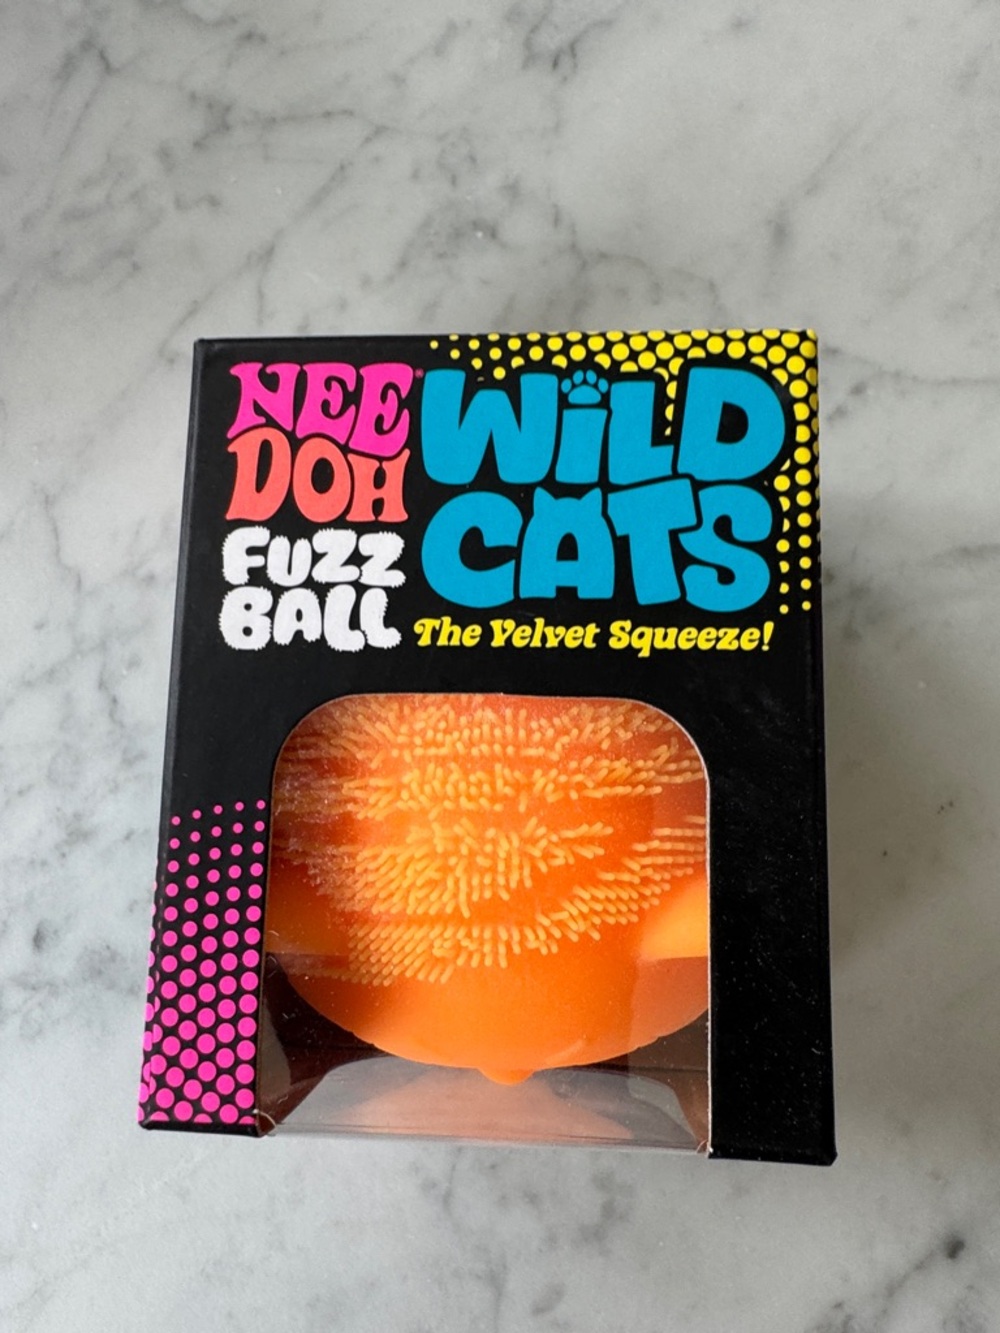 NEE
DOH®
FUZZ
BALL
WiLD
CATS
The Velvet Squeeze!